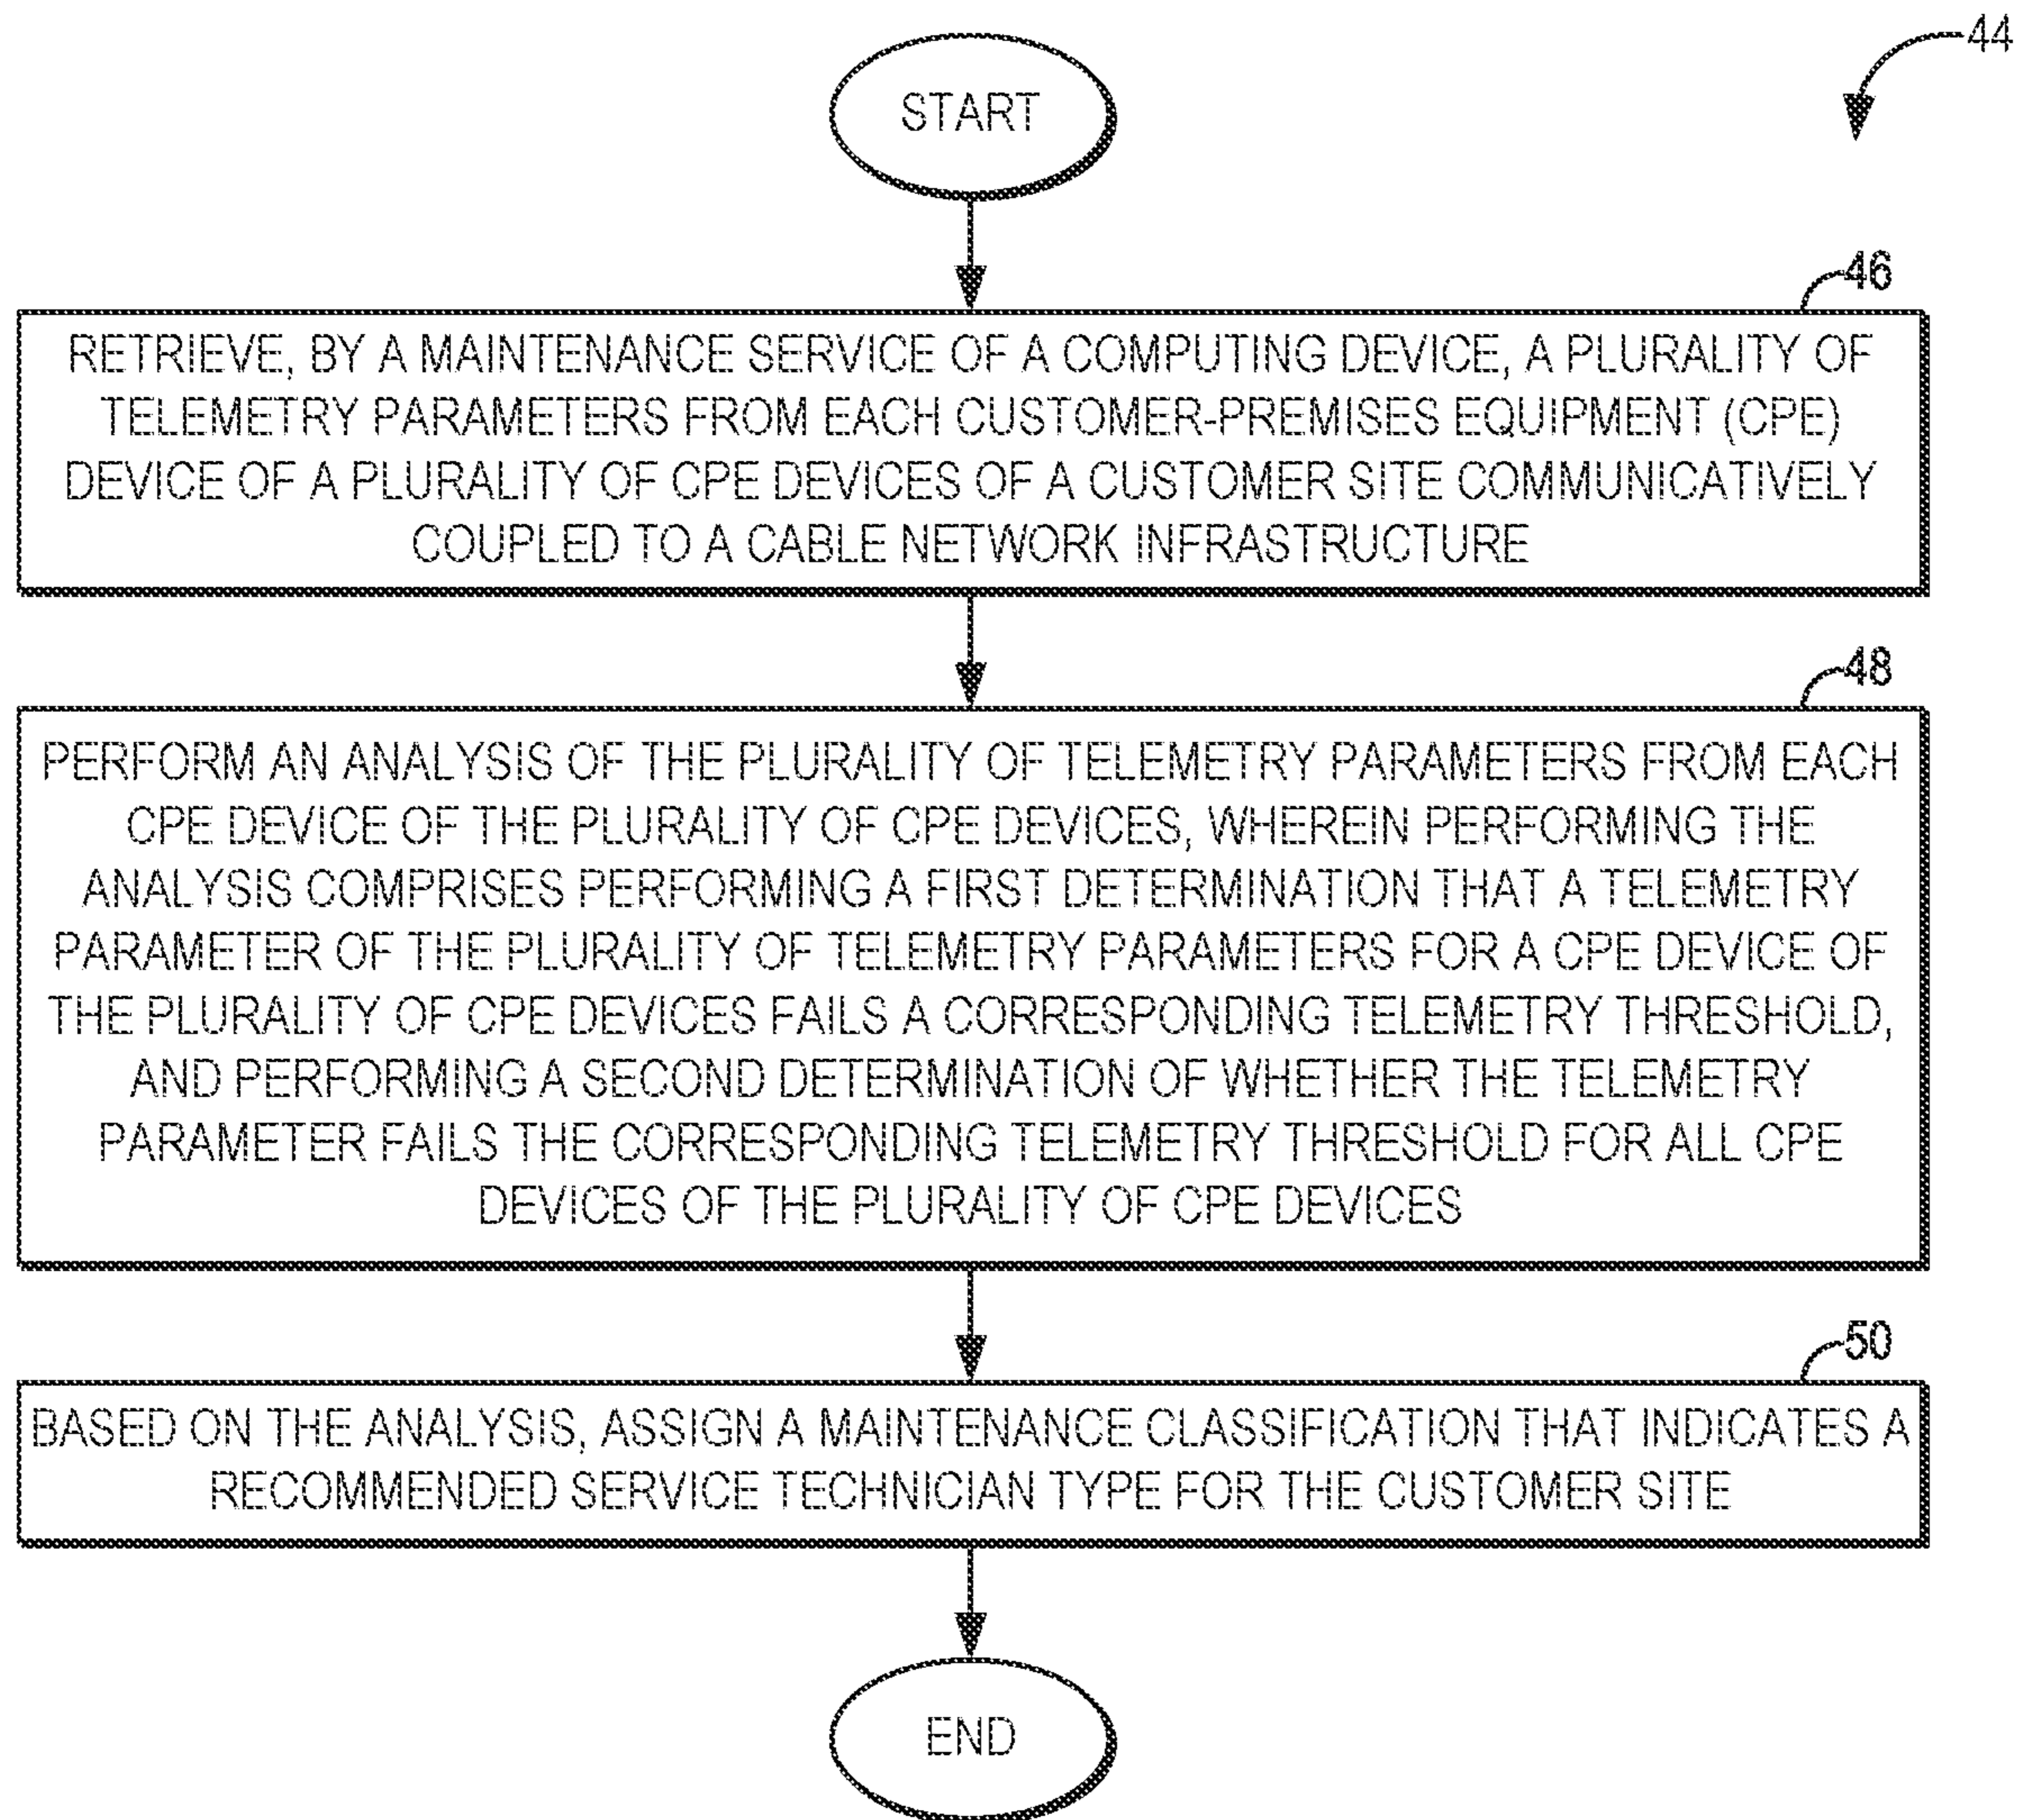 44
START
46
RETRIEVE, BY A MAINTENANCE SERVICE OF A COMPUTING DEVICE, A PLURALITY OF
TELEMETRY PARAMETERS FROM EACH CUSTOMER-PREMISES EQUIPMENT (CPE)
DEVICE OF A PLURALITY OF CPE DEVICES OF A CUSTOMER SITE COMMUNICATIVELY
COUPLED TO A CABLE NETWORK INFRASTRUCTURE
48
PERFORM AN ANALYSIS OF THE PLURALITY OF TELEMETRY PARAMETERS FROM EACH
CPE DEVICE OF THE PLURALITY OF CPE DEVICES, WHEREIN PERFORMING THE
ANALYSIS COMPRISES PERFORMING A FIRST DETERMINATION THAT A TELEMETRY
PARAMETER OF THE PLURALITY OF TELEMETRY PARAMETERS FOR A CPE DEVICE OF
THE PLURALITY OF CPE DEVICES FAILS A CORRESPONDING TELEMETRY THRESHOLD,
AND PERFORMING A SECOND DETERMINATION OF WHETHER THE TELEMETRY
PARAMETER FAILS THE CORRESPONDING TELEMETRY THRESHOLD FOR ALL CPE
DEVICES OF THE PLURALITY OF CPE DEVICES
50
BASED ON THE ANALYSIS, ASSIGN A MAINTENANCE CLASSIFICATION THAT INDICATES A
RECOMMENDED SERVICE TECHNICIAN TYPE FOR THE CUSTOMER SITE
END